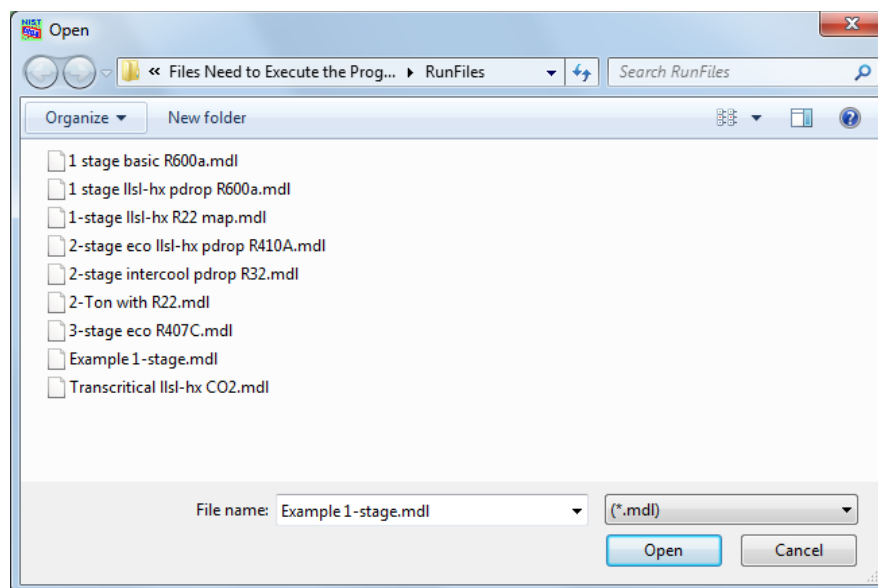 NIST
Open
« Files Need to Execute the Prog... RunFiles
Search RunFiles
Organize
New folder
1 stage basic R600a.mdl
1 stage llsl-hx pdrop R600a.mdl
1-stage llsl-hx R22 map.mdl
2-stage eco llsl-hx pdrop R410A.mdl
2-stage intercool pdrop R32.mdl
2-Ton with R22.mdl
3-stage eco R407C.mdl
Example 1-stage.mdl
Transcritical llsl-hx CO2.mdl
File name: Example 1-stage.mdl
(*.mdl)
Open
Cancel